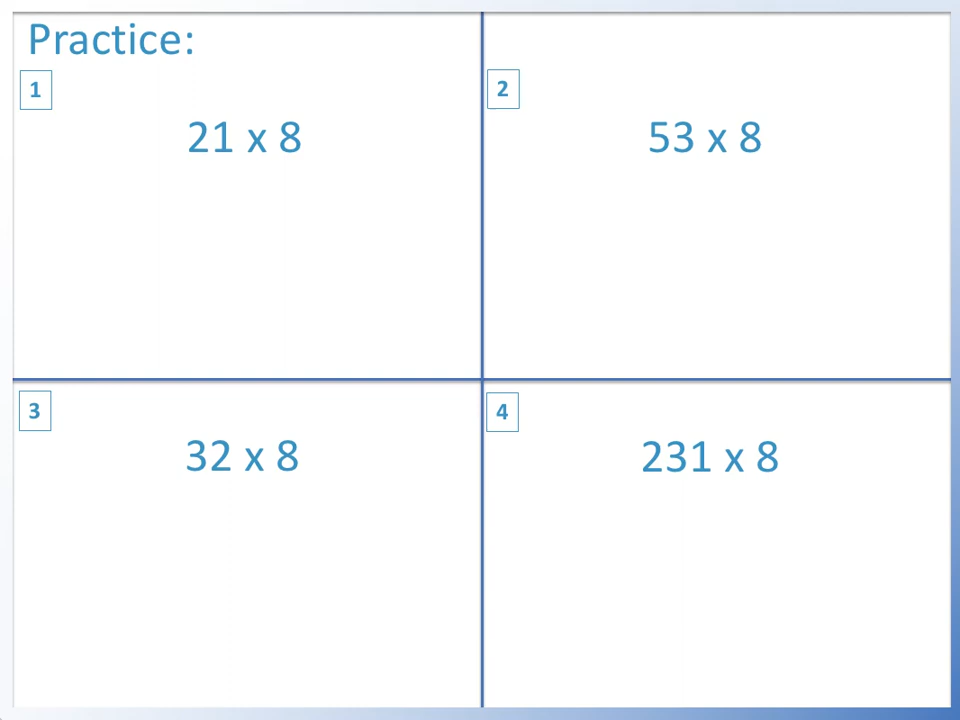 Practice:
1
21 x 8
2
53 x 8
3
32 x 8
4
231 x 8